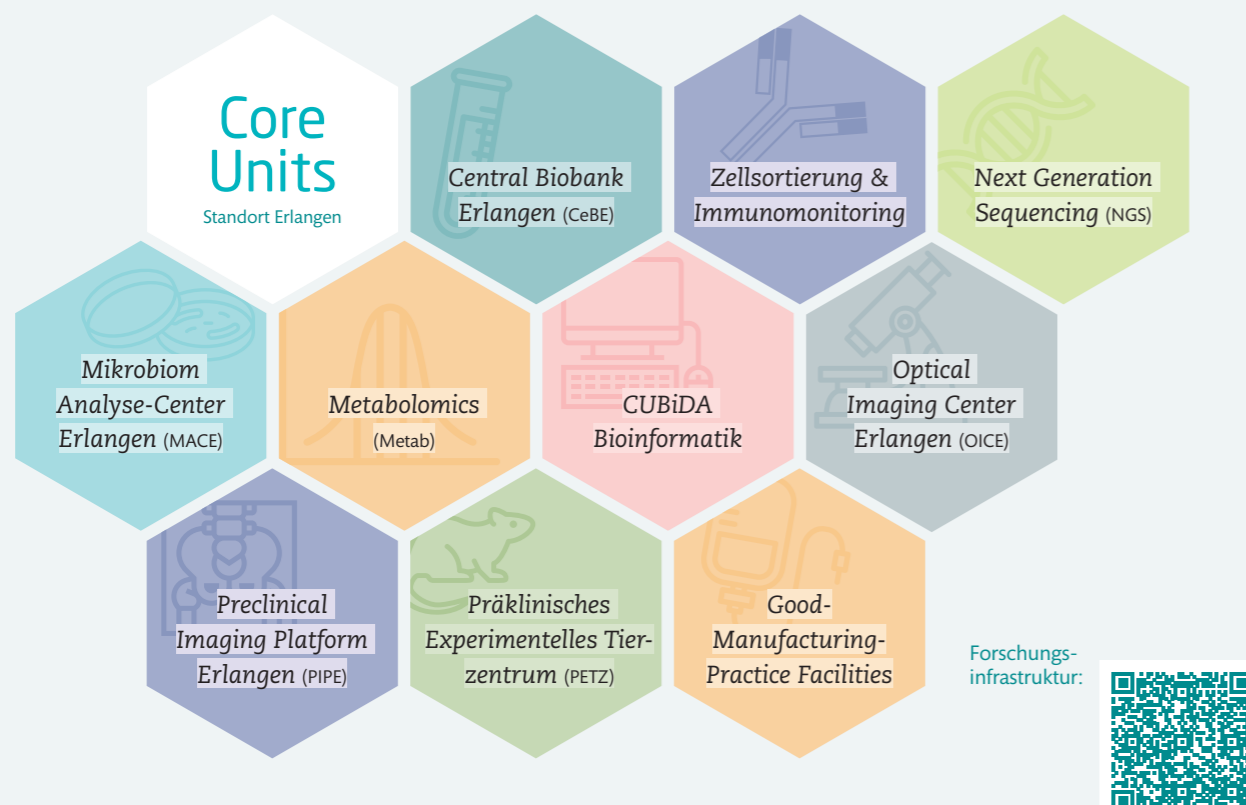 Core
Units
Standort Erlangen
Central Biobank
Erlangen (CeBE)
Zellsortierung &
Immunomonitoring
Next Generation
Sequencing (NGS)
Mikrobiom
Analyse-Center
Erlangen (MACE)
Metabolomics
(Metab)
CUBiDA
Bioinformatik
Optical
Imaging Center
Erlangen (OICE)
Preclinical
Imaging Platform
Erlangen (PIPE)
Präklinisches
Experimentelles Tier-
zentrum (PETZ)
Good-
Manufacturing-
Practice Facilities
Forschungs-
infrastruktur: